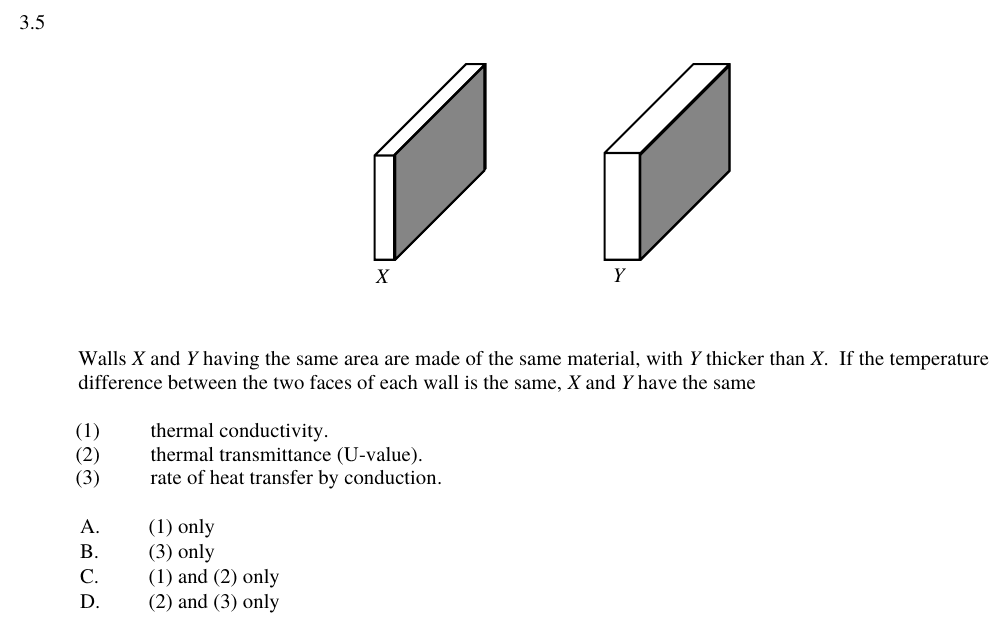 3.5
X Y
Walls X and Y having the same area are made of the same material, with Y thicker than X. If the temperature
difference between the two faces of each wall is the same, X and Y have the same
(1) thermal conductivity.
(2) thermal transmittance (U-value).
(3) rate of heat transfer by conduction.
A. (1) only
B. (3) only
C. (1) and (2) only
D. (2) and (3) only